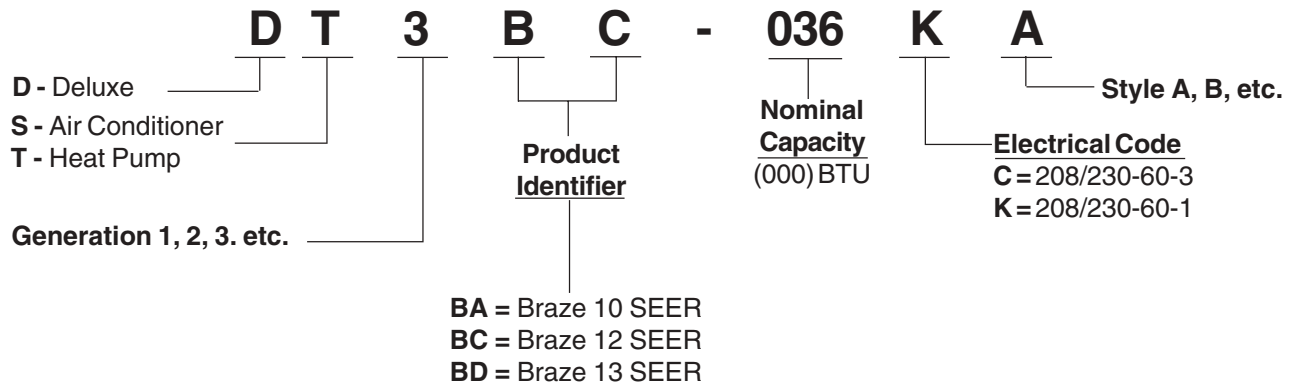 D T 3 B C - 036 K A
D - Deluxe
S - Air Conditioner
T - Heat Pump
Generation 1, 2, 3. etc.
Product
Identifier
BA = Braze 10 SEER
BC = Braze 12 SEER
BD = Braze 13 SEER
Nominal
Capacity
(000) BTU
Style A, B, etc.
Electrical Code
C = 208/230-60-3
K = 208/230-60-1